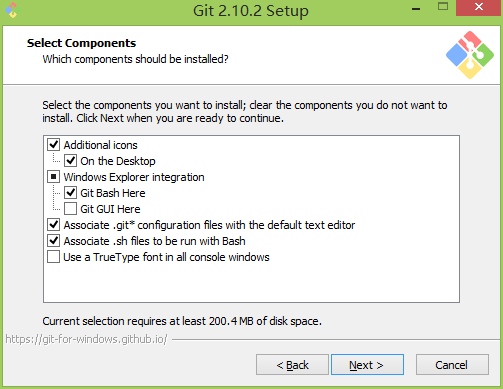 Git 2.10.2 Setup
Select Components
Which components should be installed?
Select the components you want to install; clear the components you do not want to
install. Click Next when you are ready to continue.
Additional icons
On the Desktop
Windows Explorer integration
Git Bash Here
Git GUI Here
Associate .git* configuration files with the default text editor
Associate .sh files to be run with Bash
Use a TrueType font in all console windows
Current selection requires at least 200.4 MB of disk space.
https://git-for-windows.github.io/
< Back
Next >
Cancel